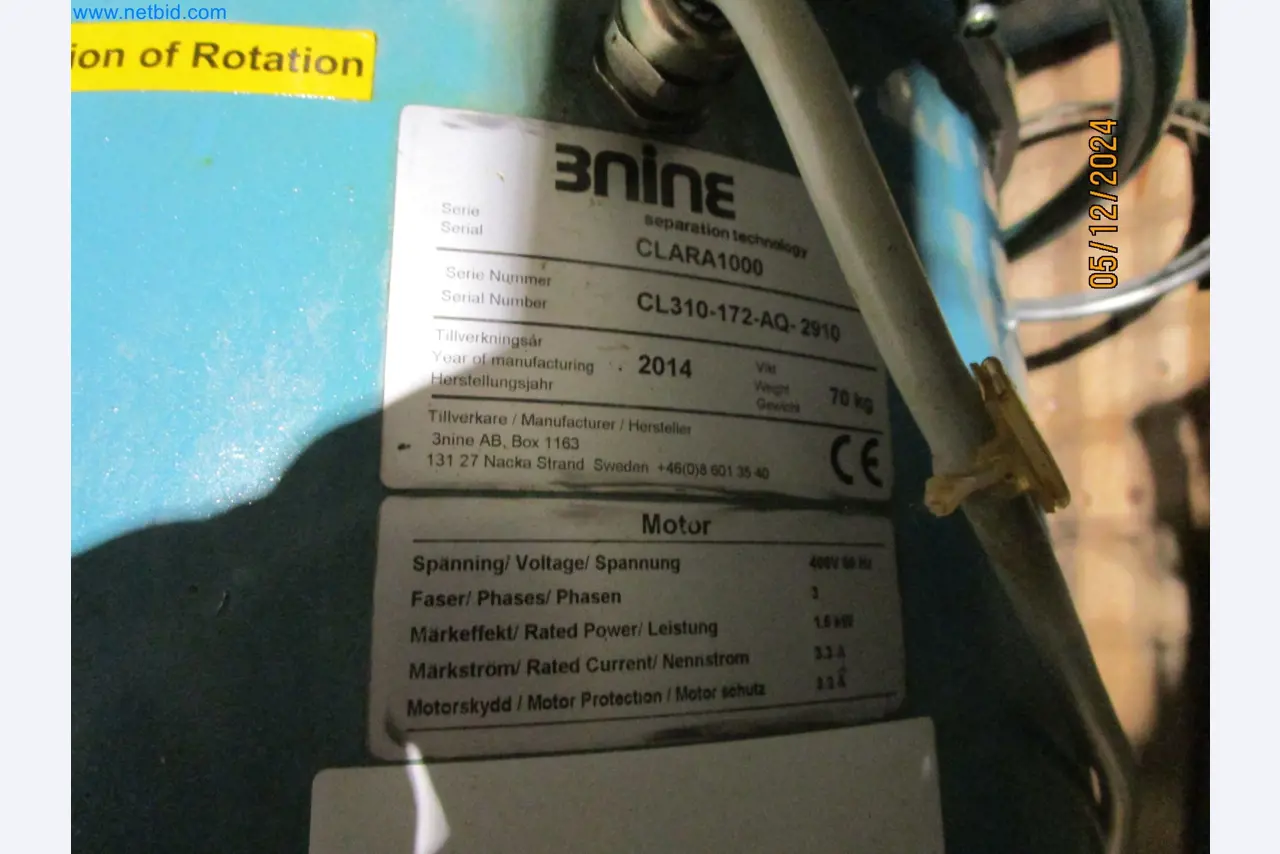 www.netbid.com
ion of Rotation
3nine
separation technology
Serie
Serial
CLARA1000
Serie Nummer
Serial Number
CL310-172-AQ- 2910
Tillverkningsår
Year of manufacturing
Herstellungsjahr
2014
Vikt
Weight
Gewicht
70 kg
Tillverkare / Manufacturer / Hersteller
3nine AB, Box 1163
131 27 Nacka Strand Sweden +46(0)8 601 35 40
CE
Motor
Spänning/ Voltage/ Spannung
Faser/ Phases/ Phasen 3
Märkeffekt/ Rated Power/ Leistung
Märkström/ Rated Current/ Nennstrom 3.3 A
Motorskydd / Motor Protection / Motor schutz
05/12/2024